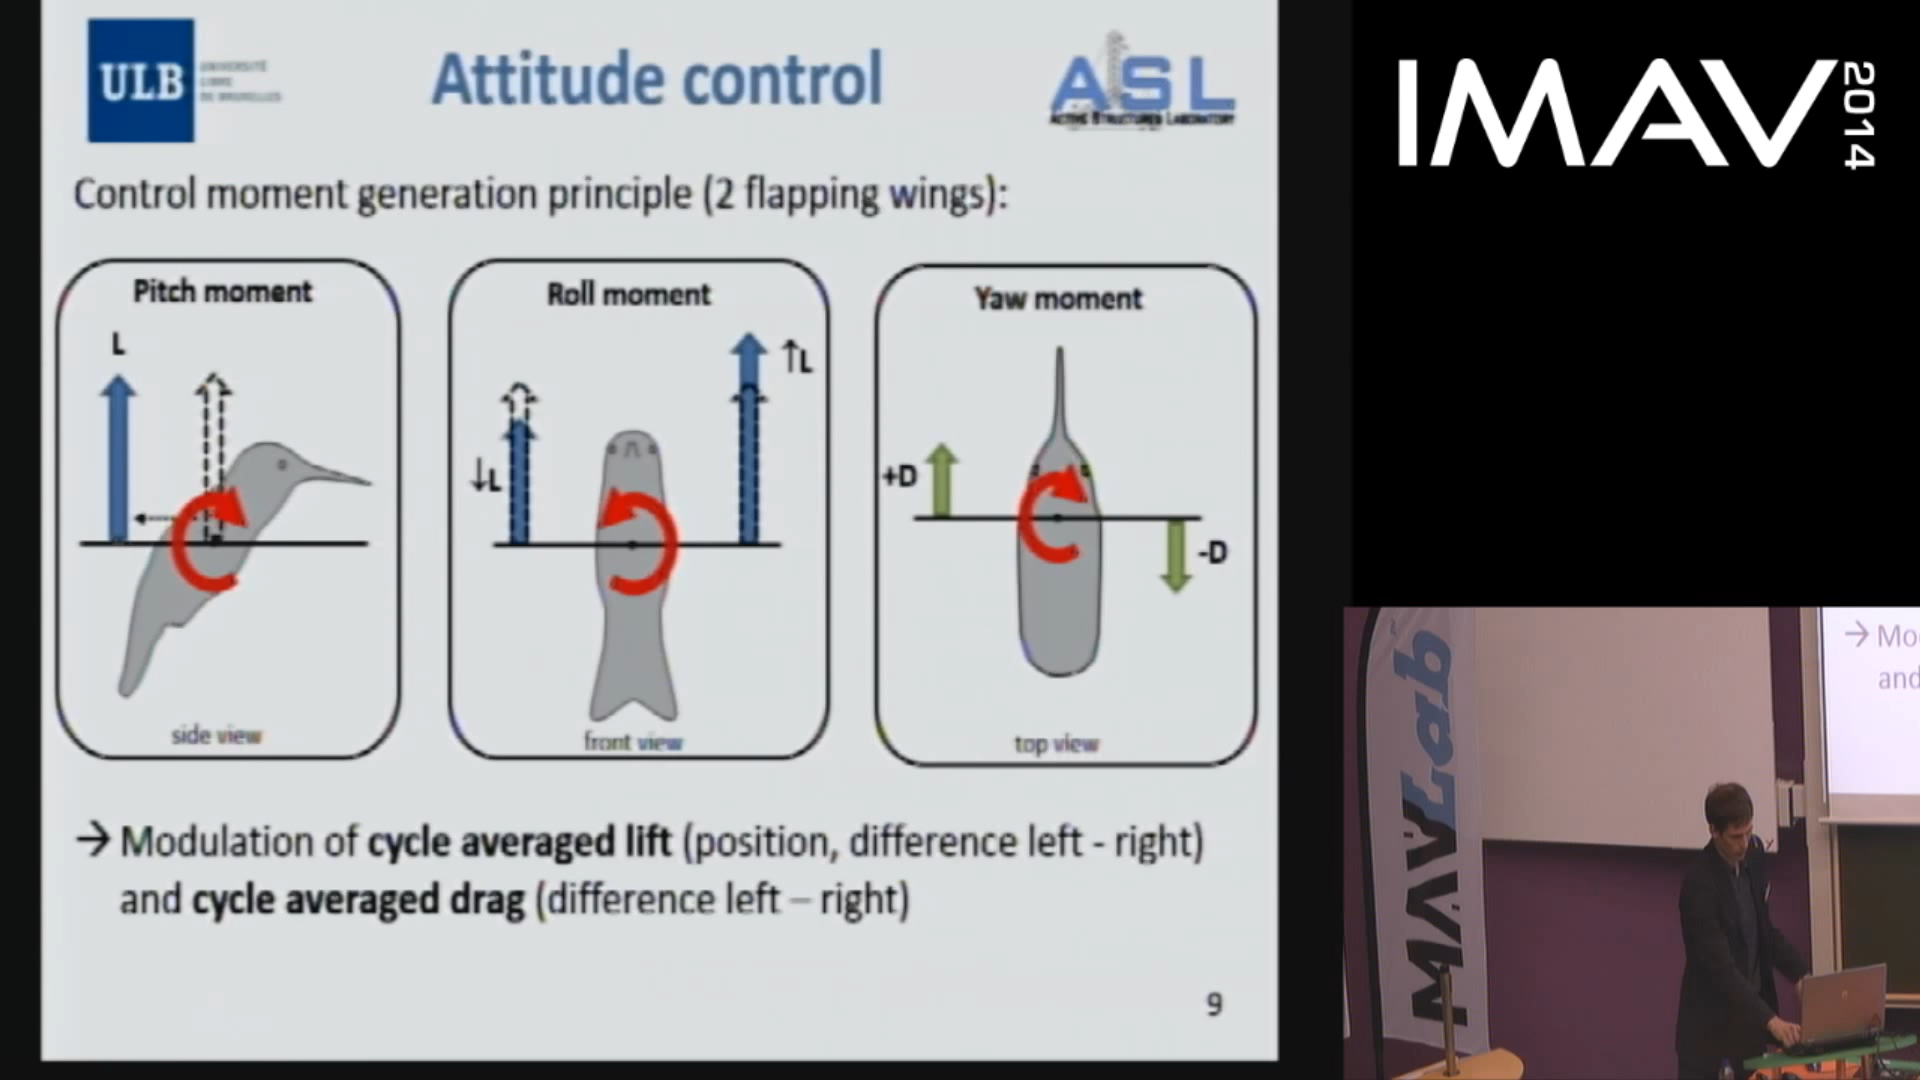 ULB
UNIVERSITÉ
LIBRE
DE BRUXELLES
Attitude control
ASL
ACTIVE STRUCTURES LABORATORY
Control moment generation principle (2 flapping wings):
Pitch moment
L
side view
Roll moment
↓L
↑L
front view
Yaw moment
+D
-D
top view
→ Modulation of cycle averaged lift (position, difference left - right)
and cycle averaged drag (difference left – right)
9
IMAV
2014
MAVLab
→ Mo
and